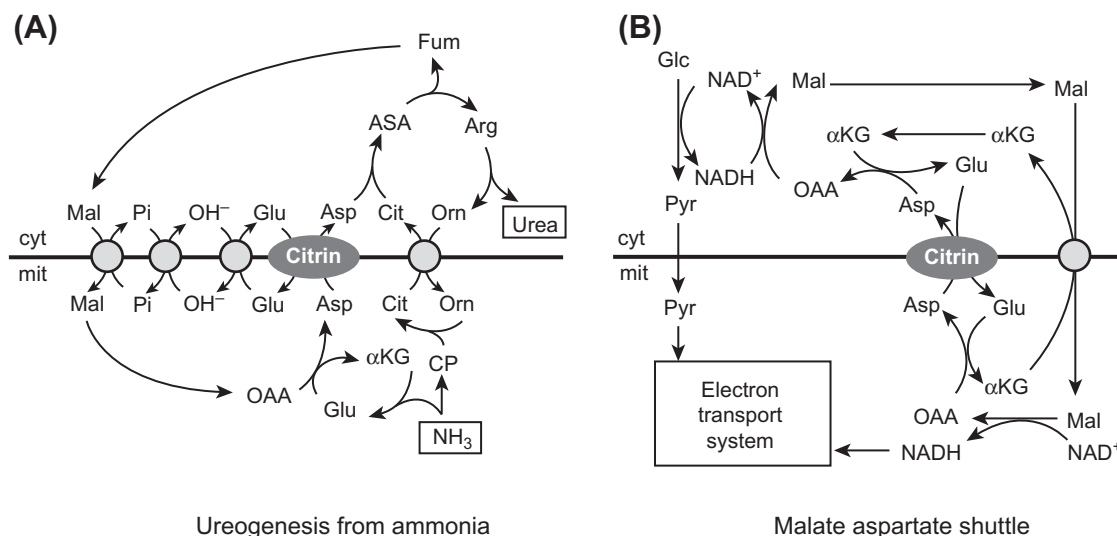 (A)
Fum
ASA
Arg
Mal Pi OH⁻ Glu Asp Cit Orn
Urea
cyt
Citrin
mit
Mal Pi OH⁻ Glu Asp Cit Orn
αKG CP
OAA Glu
NH₃
Ureogenesis from ammonia
(B)
Glc
NAD⁺ Mal Mal
αKG αKG
Glu
NADH OAA
Asp
Pyr
cyt
Citrin
mit
Pyr Asp Glu
αKG
Electron
transport
system
OAA Mal
NADH NAD⁺
Malate aspartate shuttle